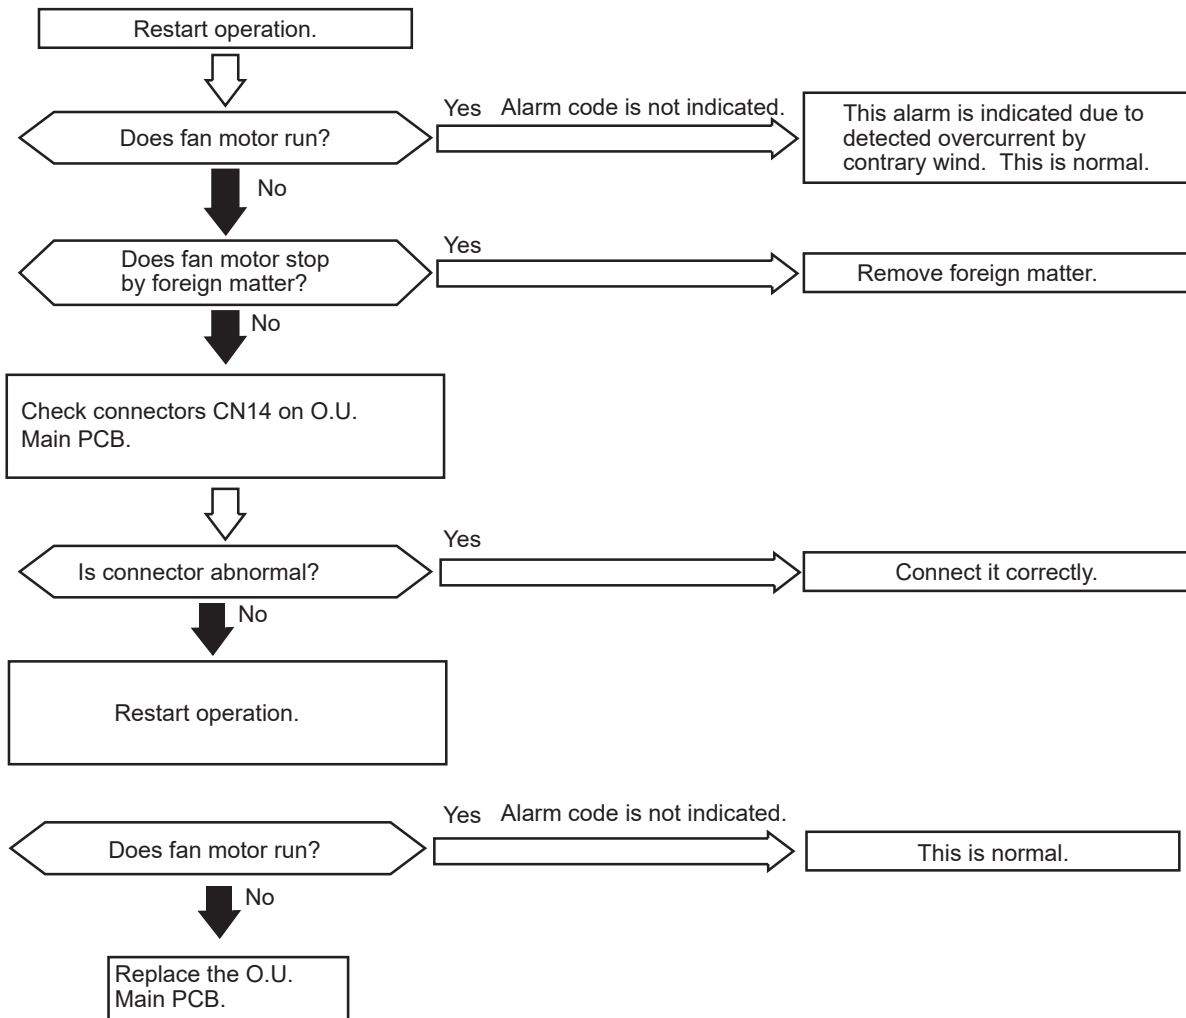 Restart operation.
Yes Alarm code is not indicated.
Does fan motor run?
This alarm is indicated due to
detected overcurrent by
contrary wind. This is normal.
No
Yes
Does fan motor stop
by foreign matter?
Remove foreign matter.
No
Check connectors CN14 on O.U.
Main PCB.
Yes
Is connector abnormal?
Connect it correctly.
No
Restart operation.
Yes Alarm code is not indicated.
Does fan motor run?
This is normal.
No
Replace the O.U.
Main PCB.